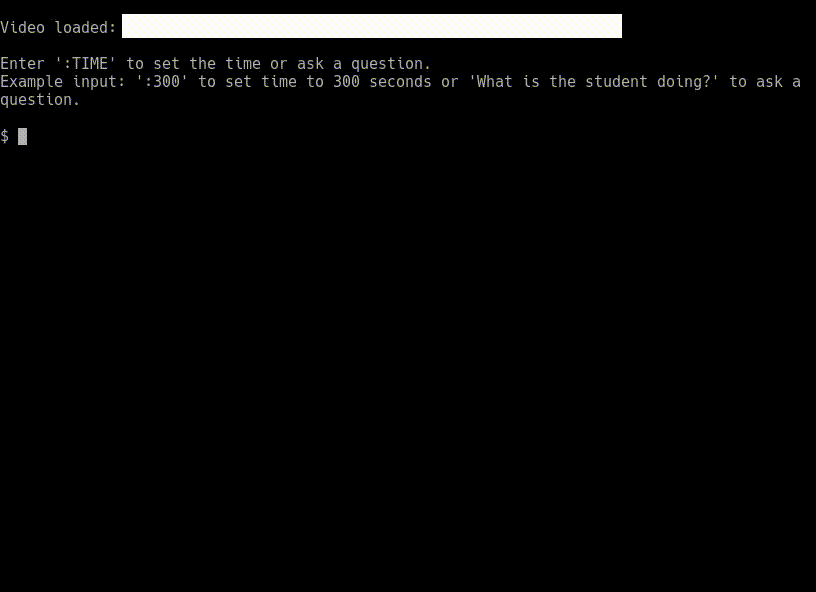 Video loaded:
Enter ':TIME' to set the time or ask a question.
Example input: ':300' to set time to 300 seconds or 'What is the student doing?' to ask a
question.
$